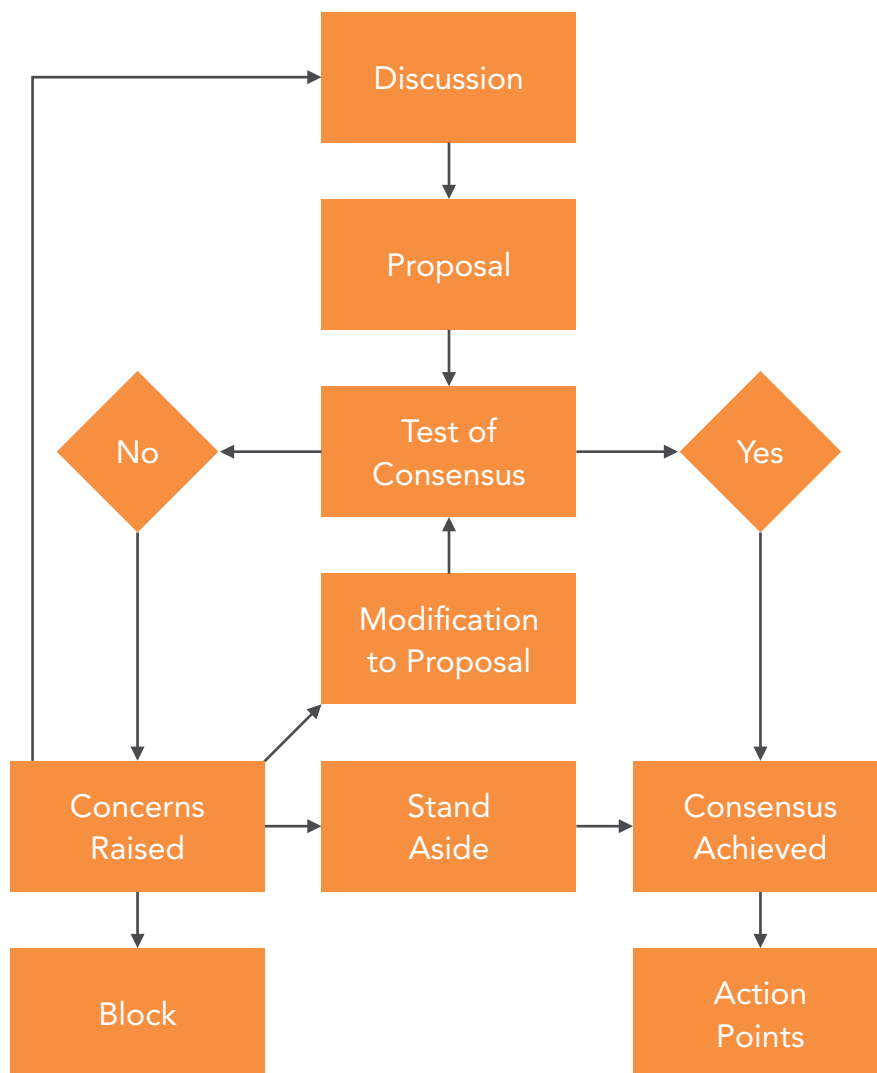 Discussion
Proposal
No
Test of
Consensus
Yes
Modification
to Proposal
Concerns
Raised
Stand
Aside
Consensus
Achieved
Block
Action
Points